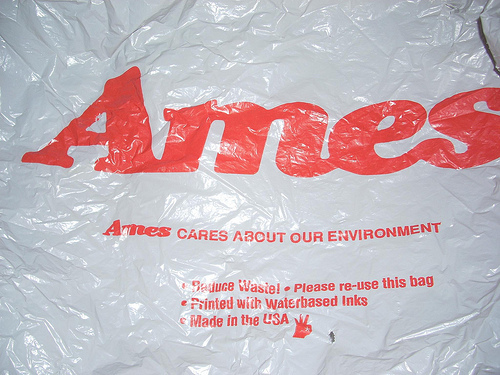 Ames
Ames CARES ABOUT OUR ENVIRONMENT
• Reduce Waste! • Please re-use this bag
• Printed with Waterbased Inks
• Made in the USA